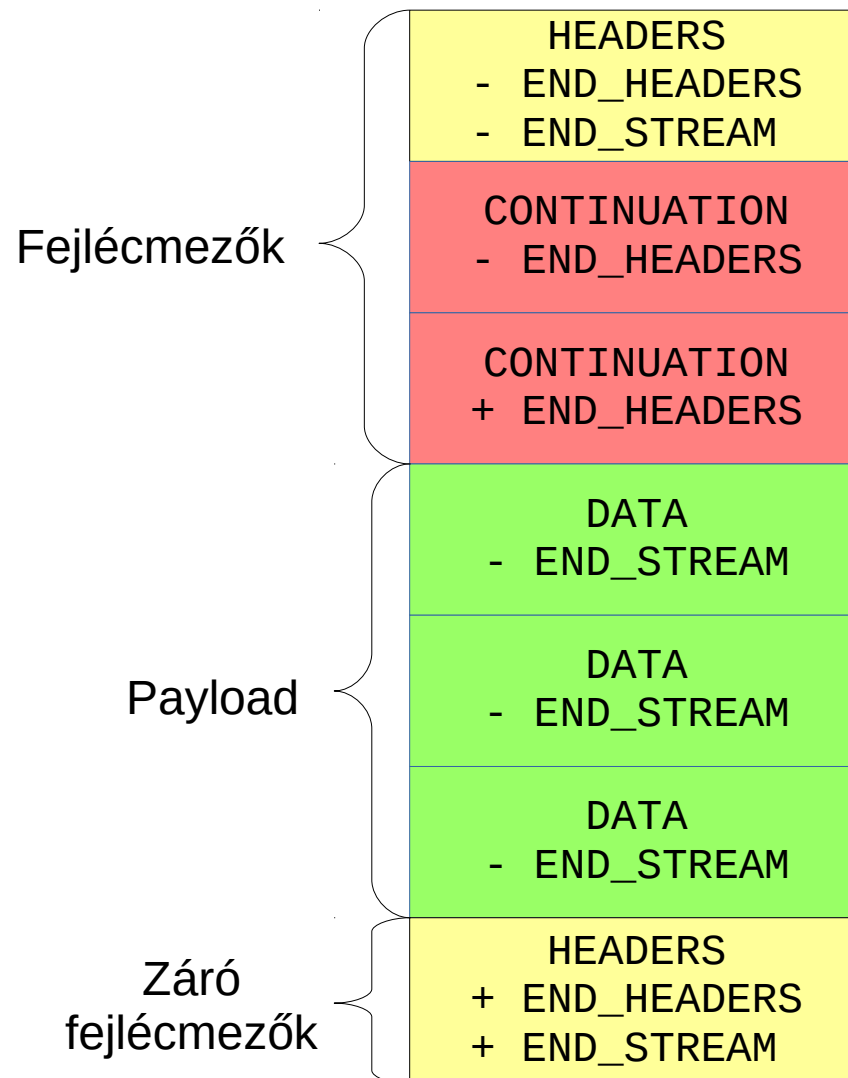 Fejlécmezők
HEADERS
- END_HEADERS
- END_STREAM
CONTINUATION
- END_HEADERS
CONTINUATION
+ END_HEADERS
Payload
DATA
- END_STREAM
DATA
- END_STREAM
DATA
- END_STREAM
Záró
fejlécmezők
HEADERS
+ END_HEADERS
+ END_STREAM